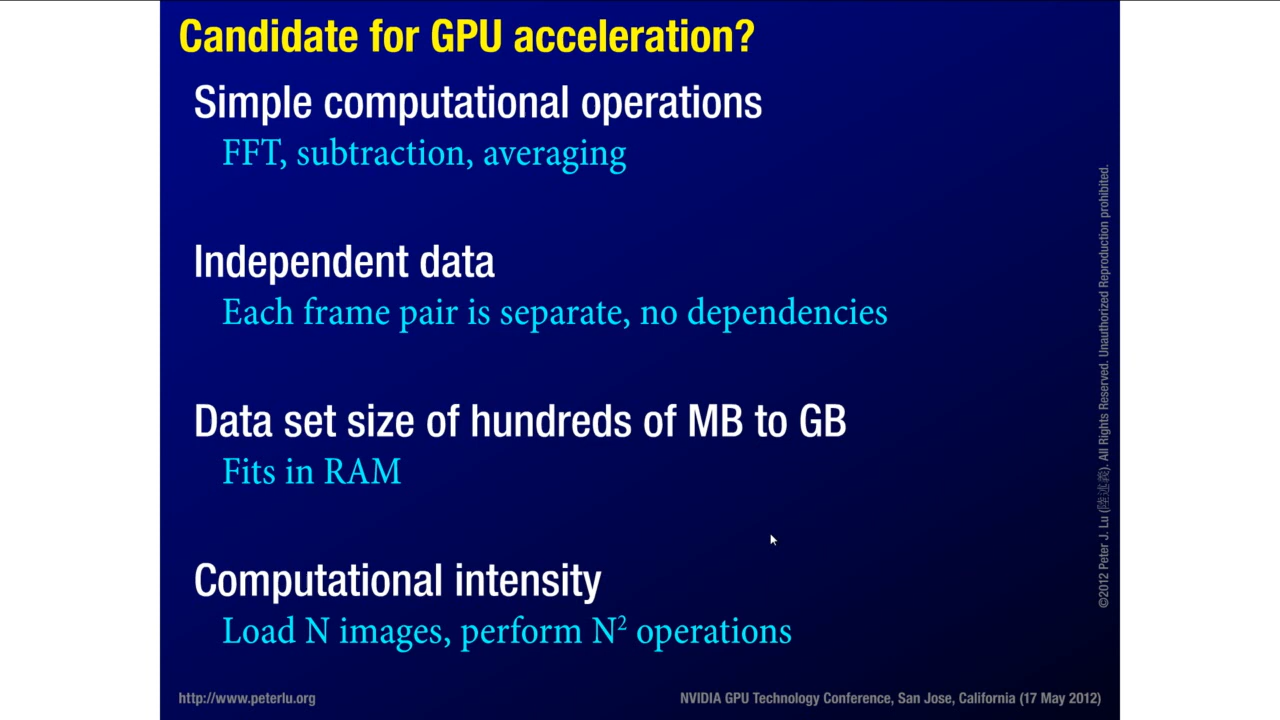 Candidate for GPU acceleration?
Simple computational operations
FFT, subtraction, averaging
Independent data
Each frame pair is separate, no dependencies
Data set size of hundreds of MB to GB
Fits in RAM
Computational intensity
Load N images, perform N² operations
http://www.peterlu.org
NVIDIA GPU Technology Conference, San Jose, California (17 May 2012)
©2012 Peter J. Lu (陸述義). All Rights Reserved. Unauthorized Reproduction prohibited.